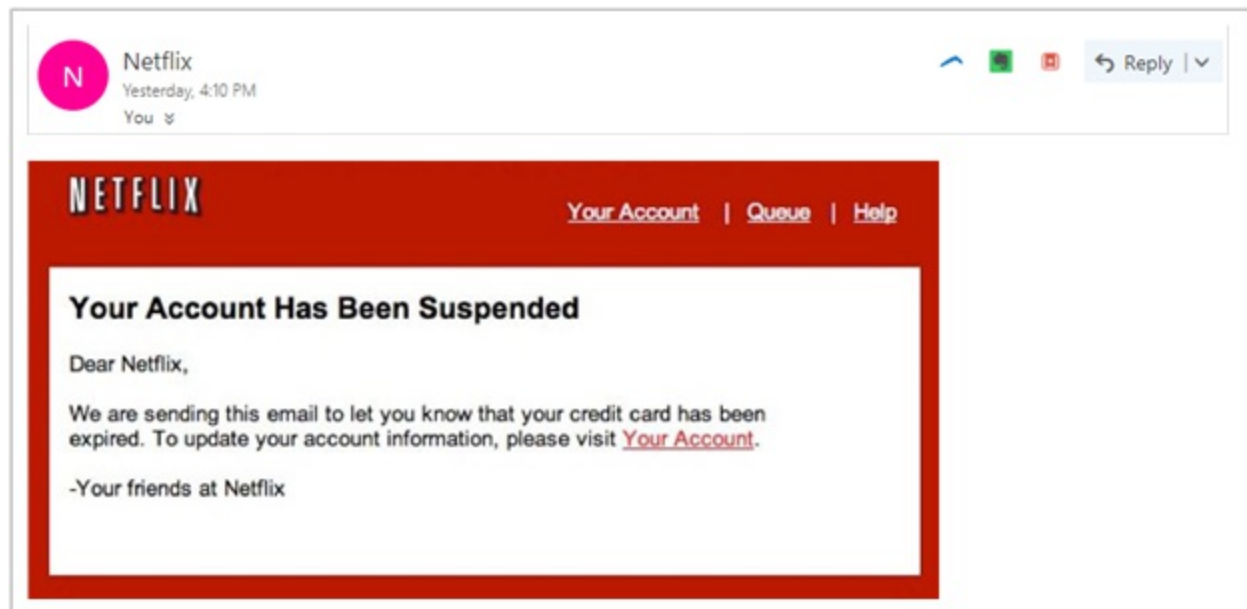 N
Netflix
Yesterday, 4:10 PM
You
Reply
NETFLIX
Your Account | Queue | Help
Your Account Has Been Suspended
Dear Netflix,
We are sending this email to let you know that your credit card has been
expired. To update your account information, please visit Your Account.
-Your friends at Netflix